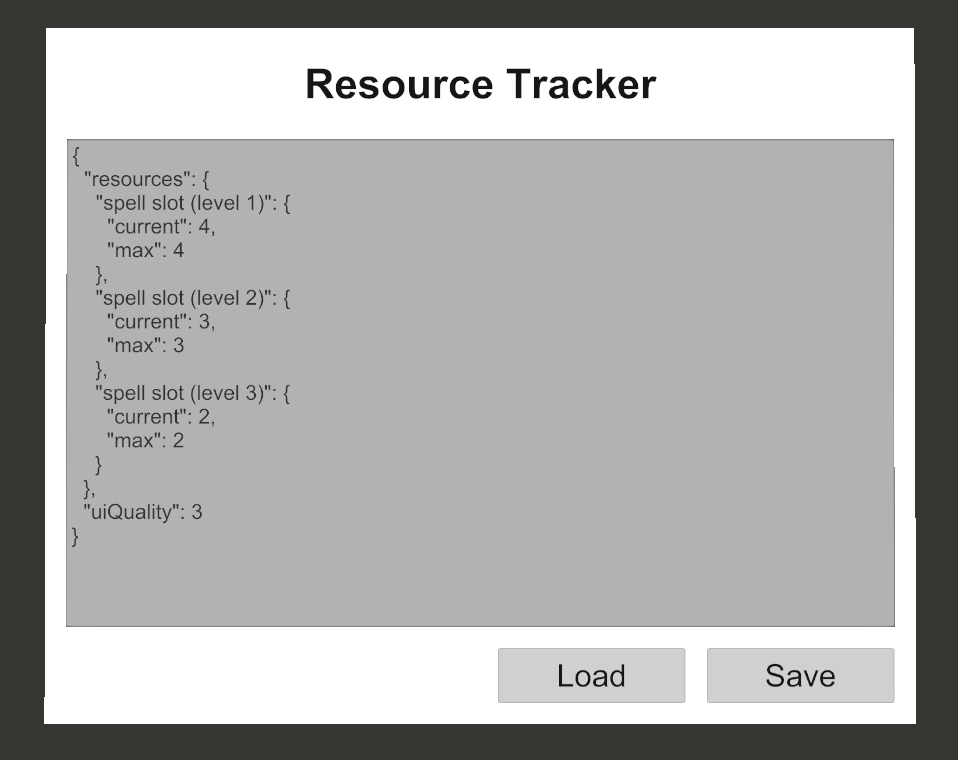 Resource Tracker
{
  "resources": {
    "spell slot (level 1)": {
      "current": 4,
      "max": 4
    },
    "spell slot (level 2)": {
      "current": 3,
      "max": 3
    },
    "spell slot (level 3)": {
      "current": 2,
      "max": 2
    }
  },
  "uiQuality": 3
}
Load
Save